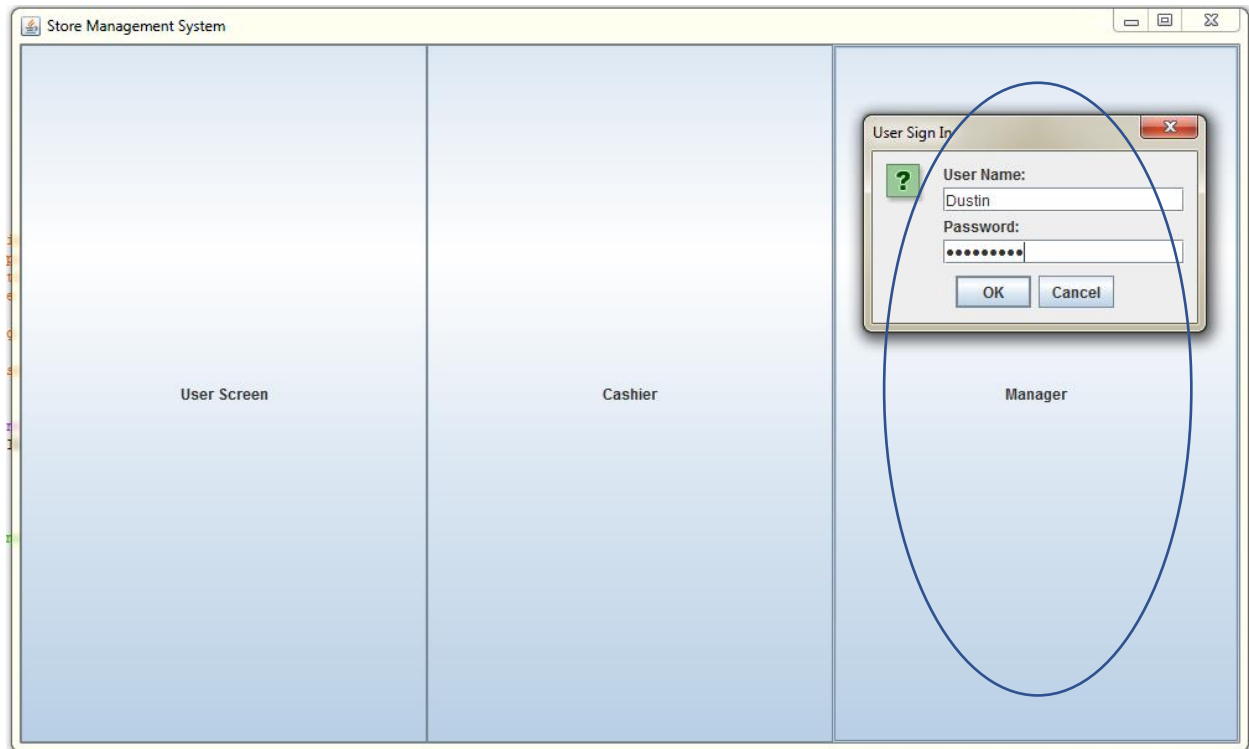 Store Management System
User Sign In
User Name:
Dustin
Password:
•••••••••
OK Cancel
User Screen Cashier Manager